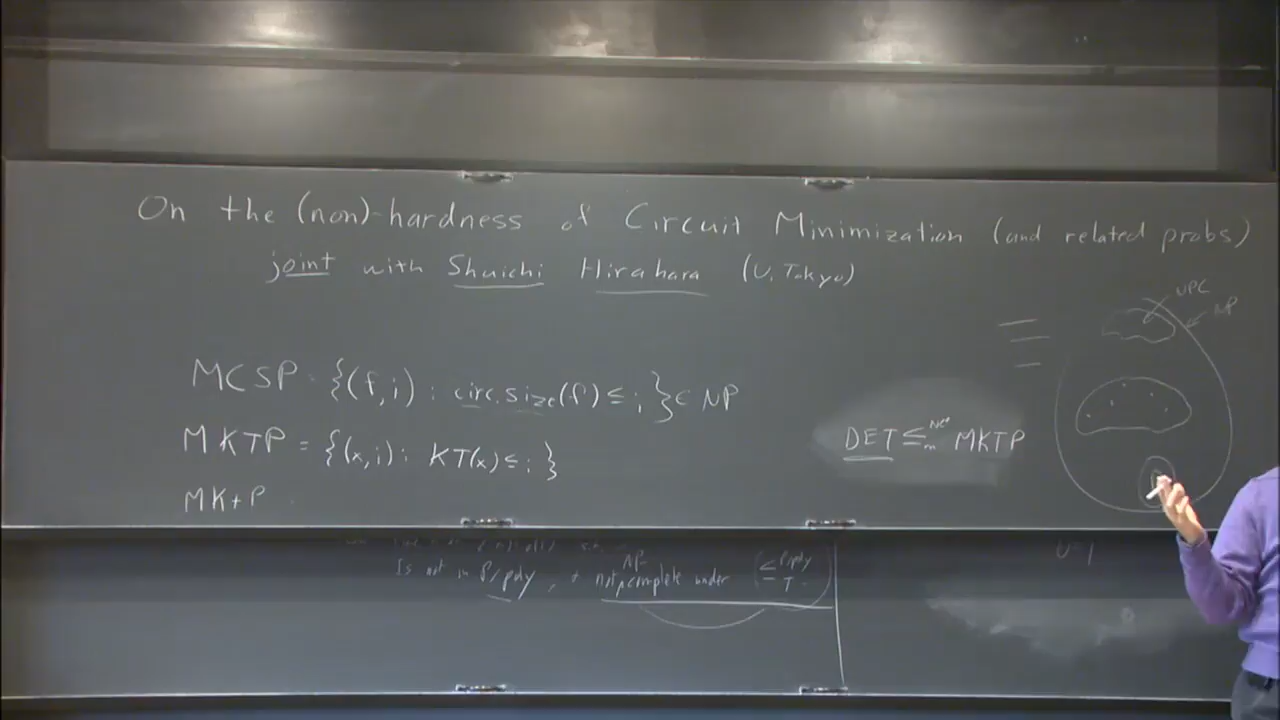 On the (non)-hardness of Circuit Minimization (and related probs)
joint with Shuichi Hirahara (U. Tokyo)
NPC
NP
MCSP = {(f,i) : circ.size(f) ≤ i} ∈ NP
MKTP = {(x,i) : KT(x) ≤ i}
DET ≤ₘ^NC⁰ MKTP
MKtP
Is not in P/poly, + not NP-complete under ≤ P/poly T